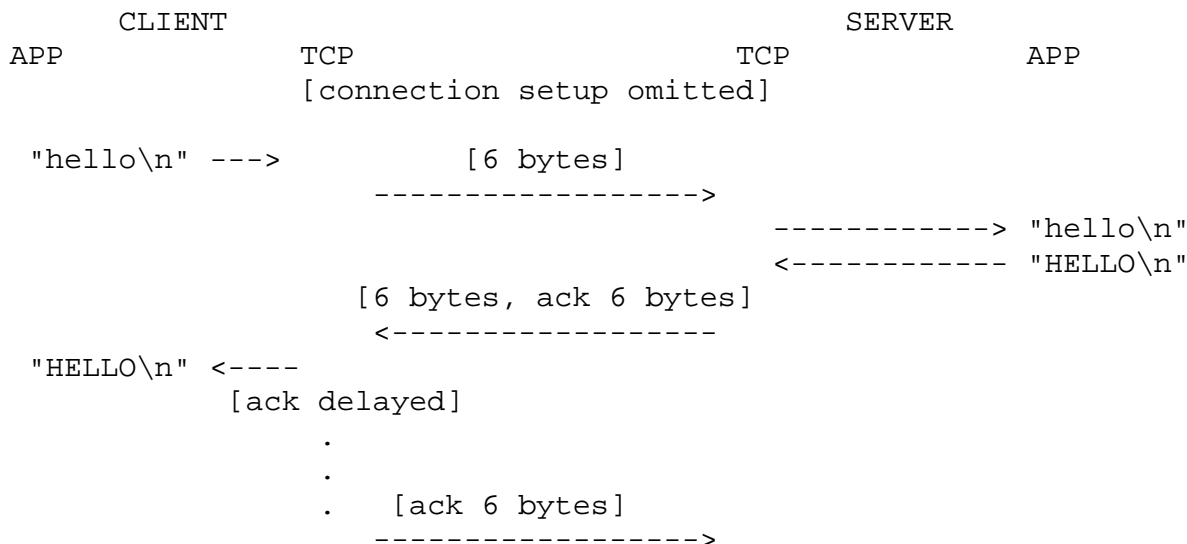 CLIENT SERVER
APP TCP TCP APP
[connection setup omitted]
"hello\n" ---> [6 bytes]
------------------>
------------> "hello\n"
<------------ "HELLO\n"
[6 bytes, ack 6 bytes]
<------------------
"HELLO\n" <----
[ack delayed]
.
.
. [ack 6 bytes]
------------------>